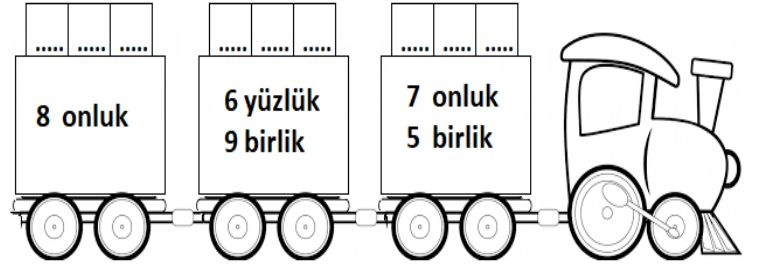 ..... ..... .....
8 onluk
..... ..... .....
6 yüzlük
9 birlik
..... ..... .....
7 onluk
5 birlik